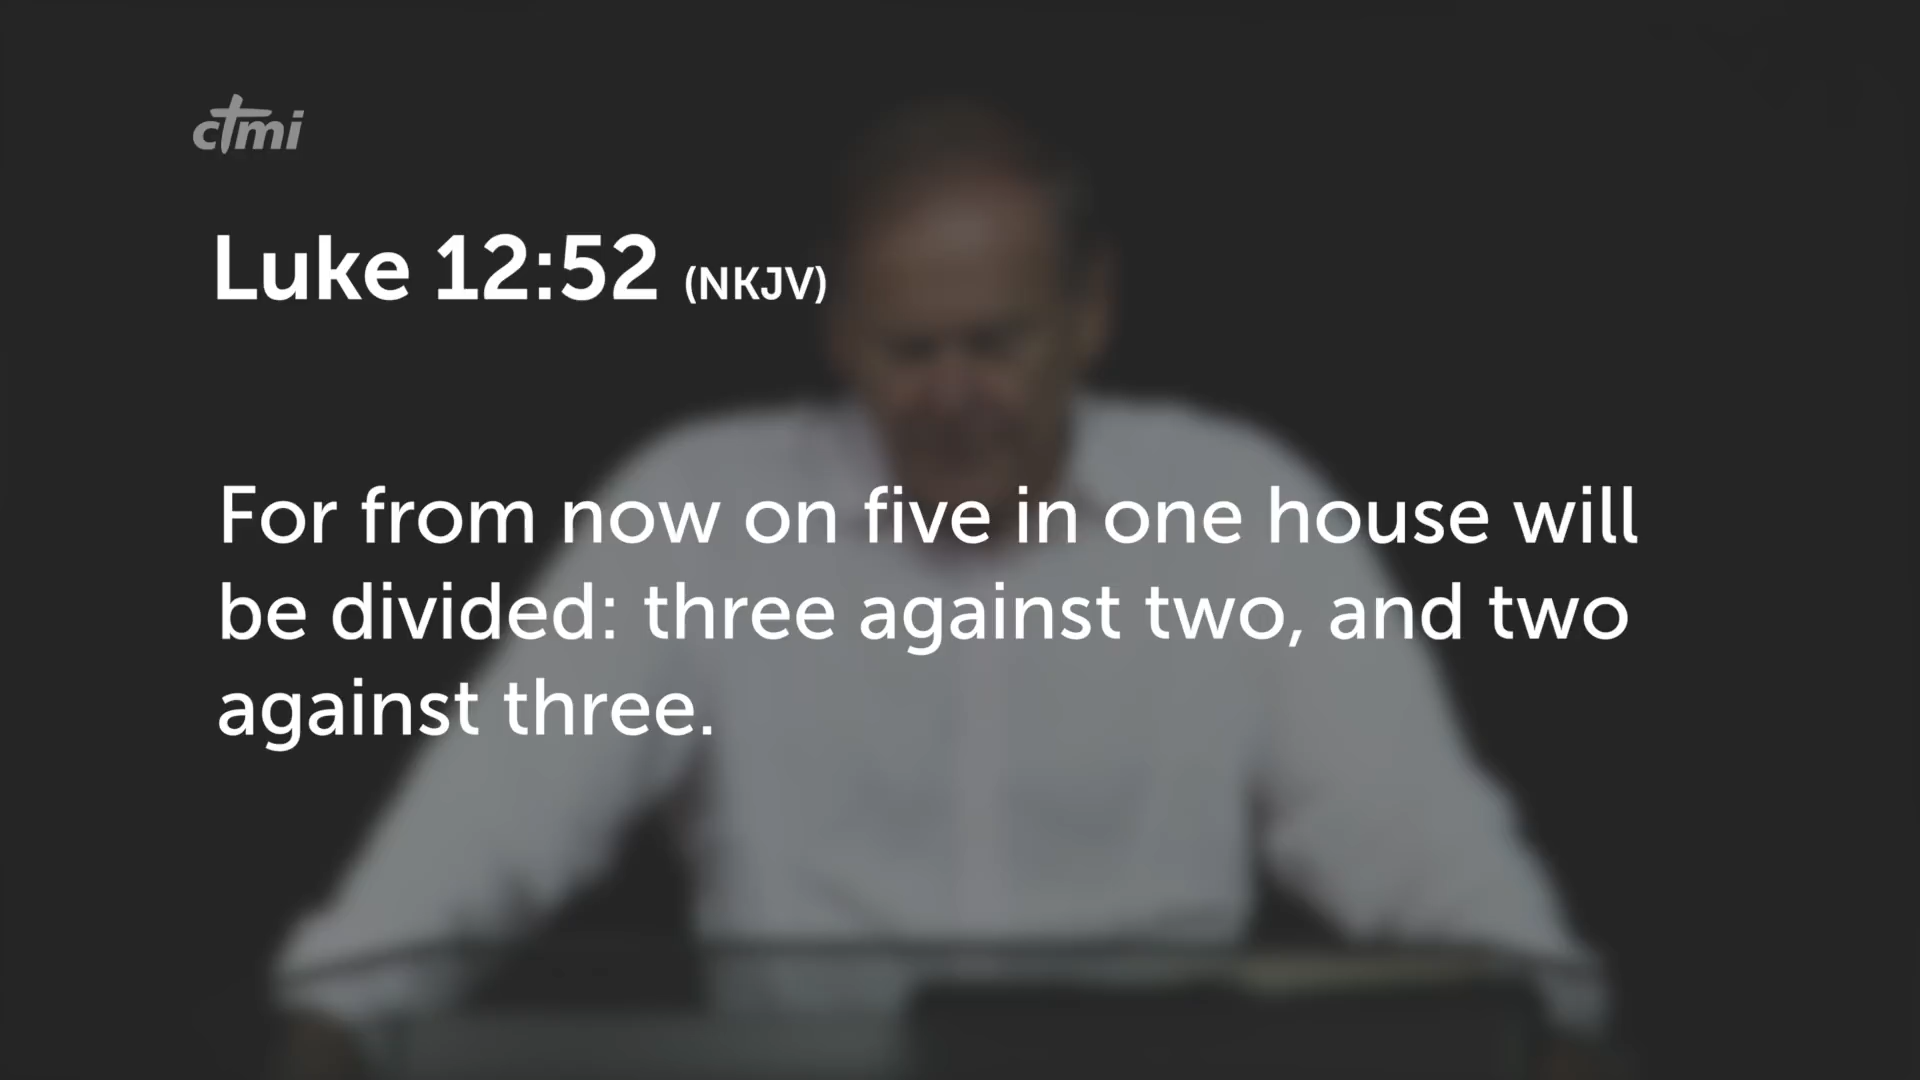 cTmi
Luke 12:52 (NKJV)
For from now on five in one house will
be divided: three against two, and two
against three.